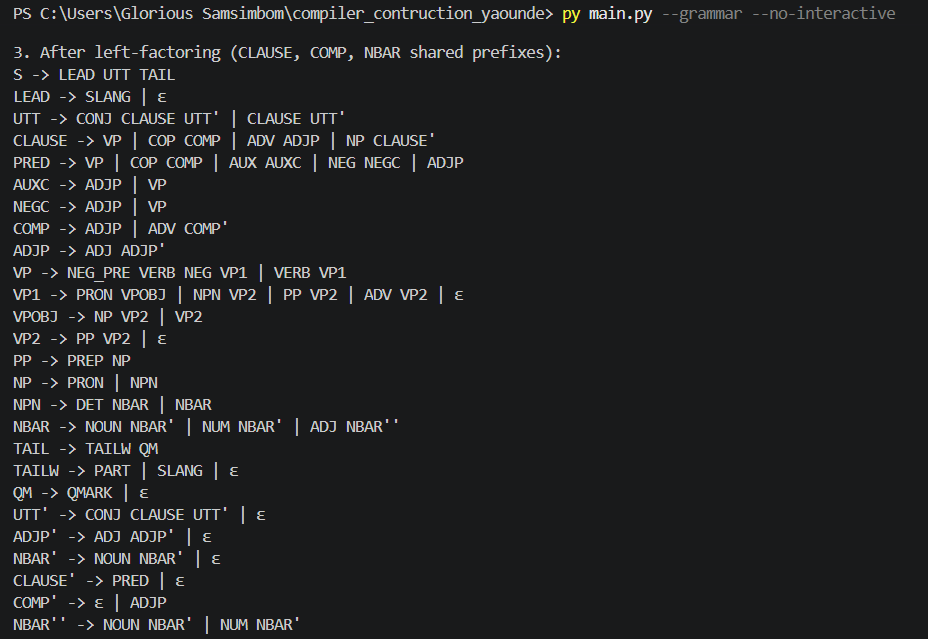 PS C:\Users\Glorious Samsimbom\compiler_contruction_yaounde> py main.py --grammar --no-interactive
3. After left-factoring (CLAUSE, COMP, NBAR shared prefixes):
S -> LEAD UTT TAIL
LEAD -> SLANG | ε
UTT -> CONJ CLAUSE UTT' | CLAUSE UTT'
CLAUSE -> VP | COP COMP | ADV ADJP | NP CLAUSE'
PRED -> VP | COP COMP | AUX AUXC | NEG NEGC | ADJP
AUXC -> ADJP | VP
NEGC -> ADJP | VP
COMP -> ADJP | ADV COMP'
ADJP -> ADJ ADJP'
VP -> NEG_PRE VERB NEG VP1 | VERB VP1
VP1 -> PRON VPOBJ | NPN VP2 | PP VP2 | ADV VP2 | ε
VPOBJ -> NP VP2 | VP2
VP2 -> PP VP2 | ε
PP -> PREP NP
NP -> PRON | NPN
NPN -> DET NBAR | NBAR
NBAR -> NOUN NBAR' | NUM NBAR' | ADJ NBAR''
TAIL -> TAILW QM
TAILW -> PART | SLANG | ε
QM -> QMARK | ε
UTT' -> CONJ CLAUSE UTT' | ε
ADJP' -> ADJ ADJP' | ε
NBAR' -> NOUN NBAR' | ε
CLAUSE' -> PRED | ε
COMP' -> ε | ADJP
NBAR'' -> NOUN NBAR' | NUM NBAR'